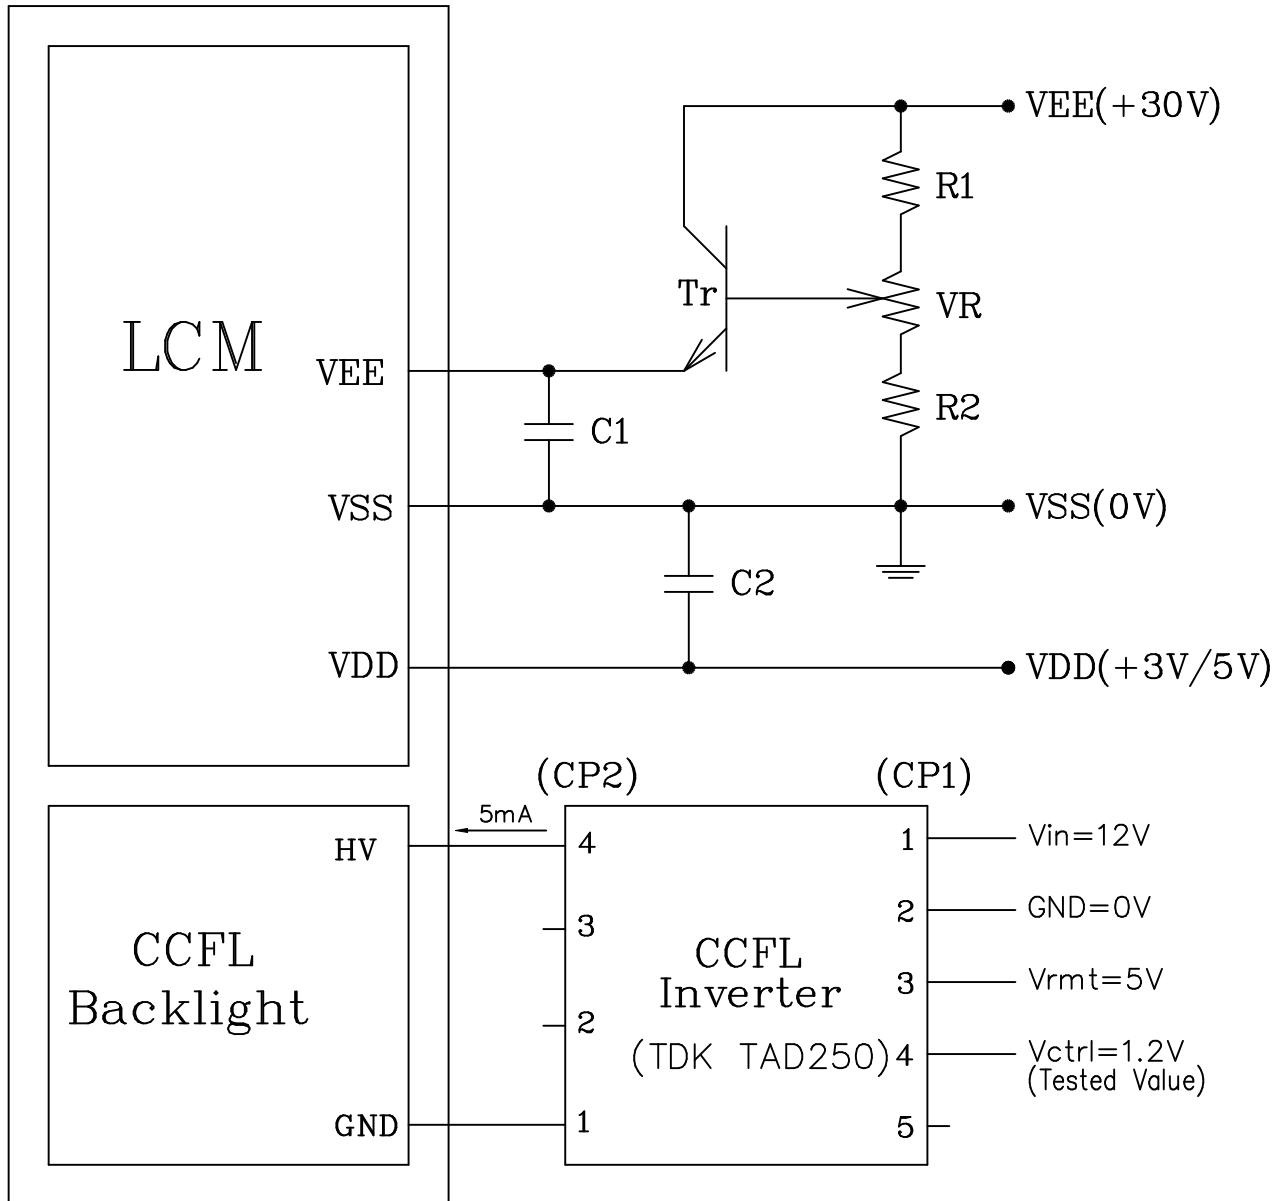 VEE(+30V)
R1
Tr
VR
LCM
VEE
R2
C1
VSS
VSS(0V)
C2
VDD
VDD(+3V/5V)
(CP2)
(CP1)
5mA
HV
4
1
Vin=12V
3
2
GND=0V
CCFL
Backlight
CCFL
Inverter
(TDK TAD250)
3
Vrmt=5V
2
4
Vctrl=1.2V
(Tested Value)
GND
1
5